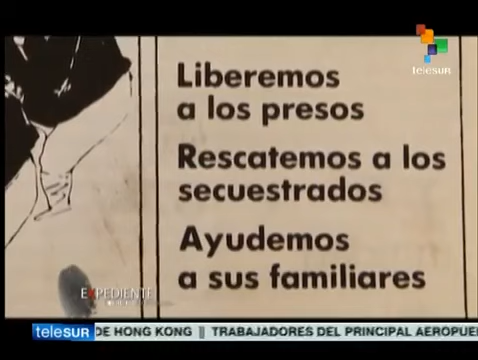 telesur
Liberemos
a los presos
Rescatemos a los
secuestrados
Ayudemos
a sus familiares
EXPEDIENTE
telesur DE HONG KONG || TRABAJADORES DEL PRINCIPAL AEROPUE